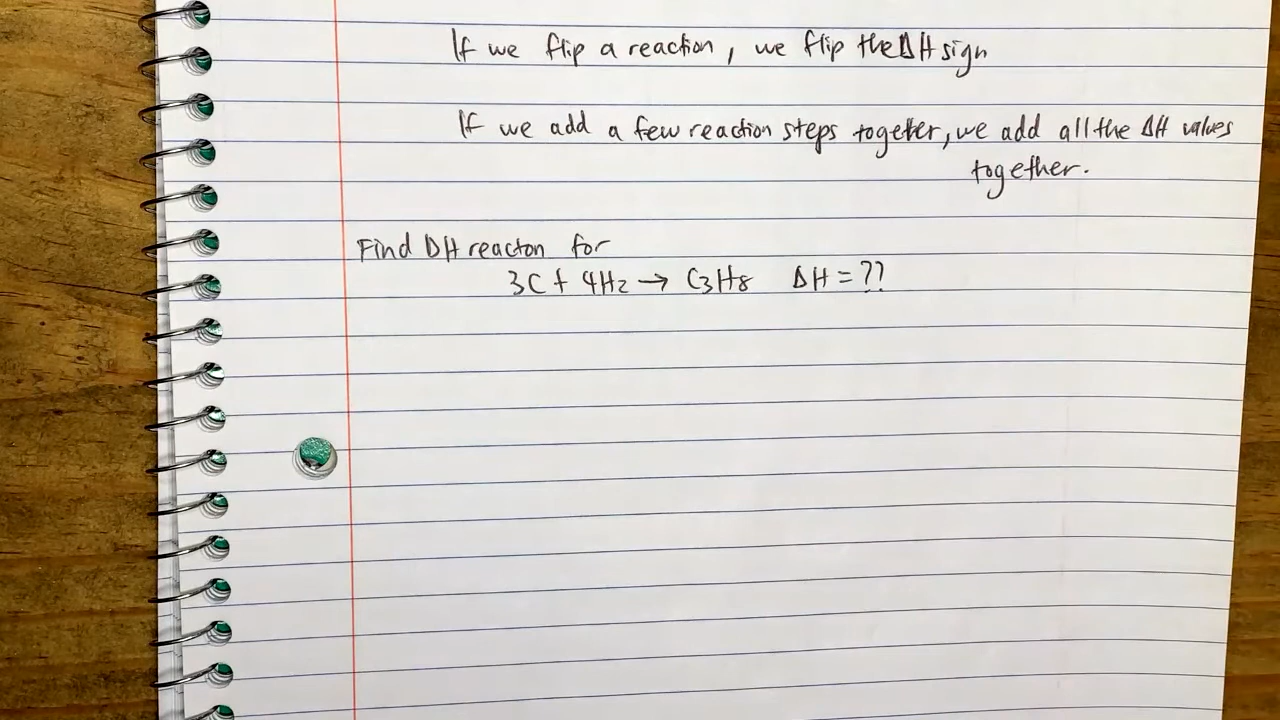 If we flip a reaction, we flip the ΔH sign
If we add a few reaction steps together, we add all the ΔH values
together.
Find ΔH reacton for
3C + 4H₂ → C₃H₈ ΔH = ??